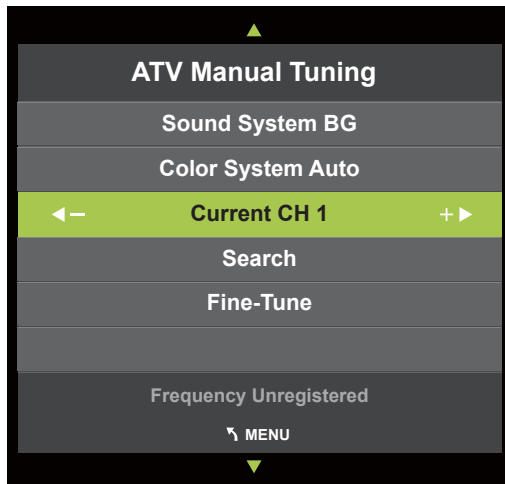 ATV Manual Tuning
Sound System BG
Color System Auto
Current CH 1
Search
Fine-Tune
Frequency Unregistered
MENU